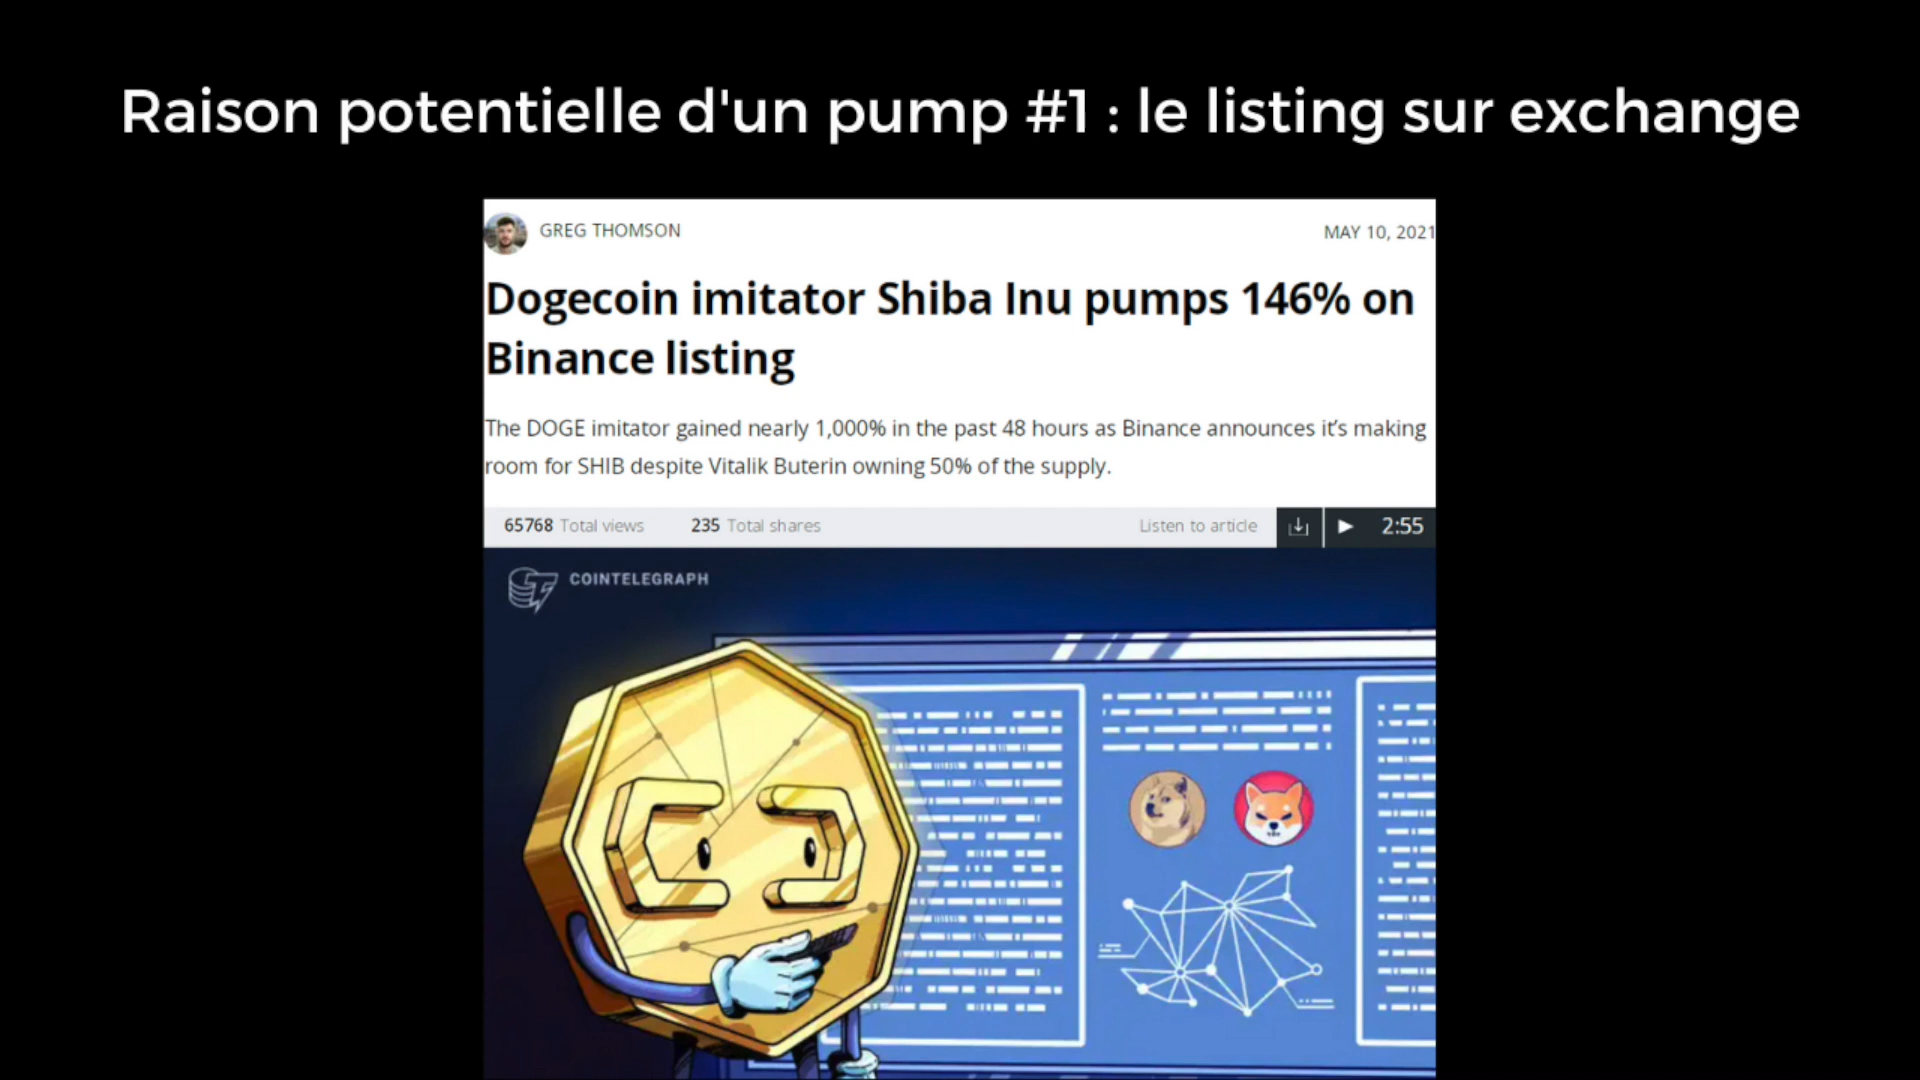 Raison potentielle d'un pump #1 : le listing sur exchange
GREG THOMSON
MAY 10, 2021
Dogecoin imitator Shiba Inu pumps 146% on
Binance listing
The DOGE imitator gained nearly 1,000% in the past 48 hours as Binance announces it’s making
room for SHIB despite Vitalik Buterin owning 50% of the supply.
65768 Total views 235 Total shares Listen to article 2:55
COINTELEGRAPH